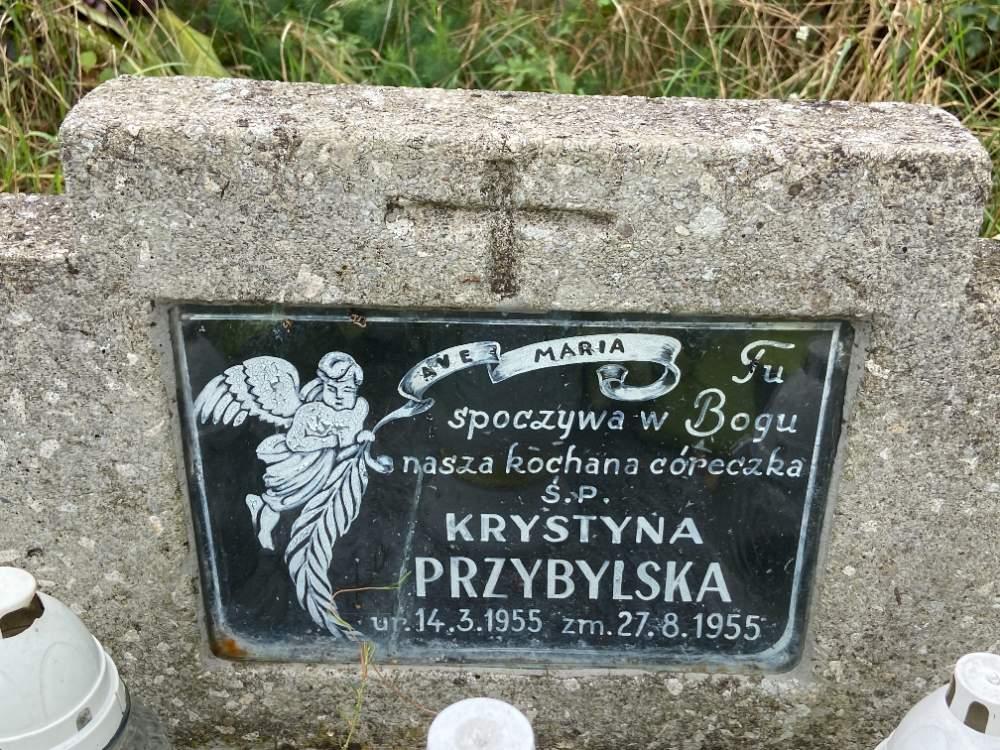 AVE MARIA
Tu
spoczywa w Bogu
nasza kochana córeczka
Ś.P.
KRYSTYNA
PRZYBYLSKA
ur. 14.3.1955 zm. 27.8.1955